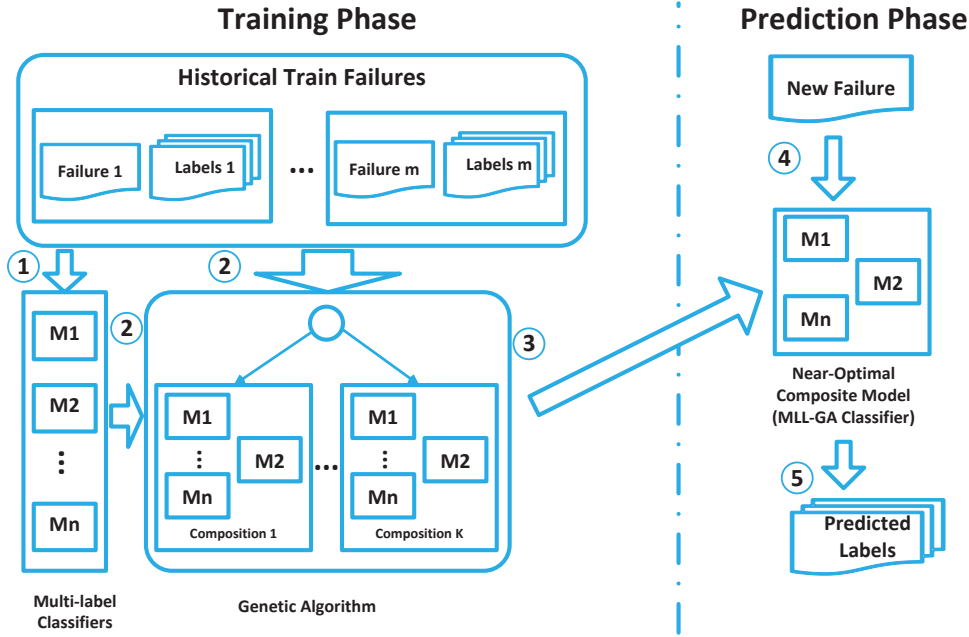 Training Phase
Historical Train Failures
Failure 1
Labels 1
...
Failure m
Labels m
1
2
M1
M2
...
Mn
Multi-label
Classifiers
2
M1
...
M2
Mn
Composition 1
...
M1
...
M2
Mn
Composition K
Genetic Algorithm
3
Prediction Phase
New Failure
4
M1
M2
Mn
Near-Optimal
Composite Model
(MLL-GA Classifier)
5
Predicted
Labels